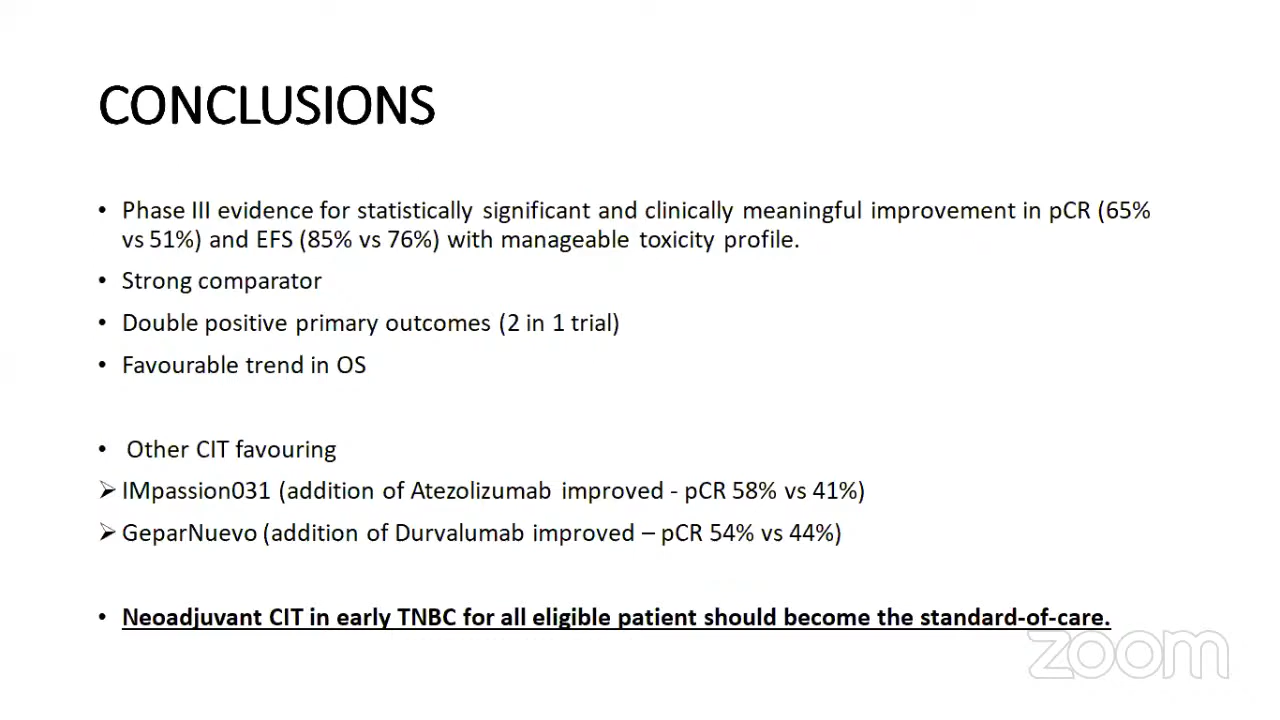 CONCLUSIONS
• Phase III evidence for statistically significant and clinically meaningful improvement in pCR (65%
vs 51%) and EFS (85% vs 76%) with manageable toxicity profile.
• Strong comparator
• Double positive primary outcomes (2 in 1 trial)
• Favourable trend in OS
• Other CIT favouring
➢ IMpassion031 (addition of Atezolizumab improved - pCR 58% vs 41%)
➢ GeparNuevo (addition of Durvalumab improved – pCR 54% vs 44%)
• Neoadjuvant CIT in early TNBC for all eligible patient should become the standard-of-care.
zoom